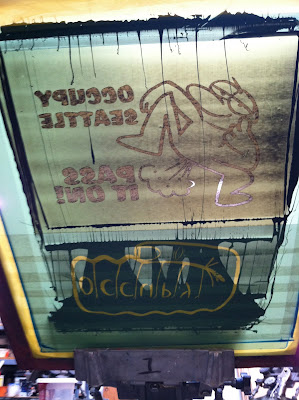 OCCUPY
SEATTLE
PASS
IT ON!
1